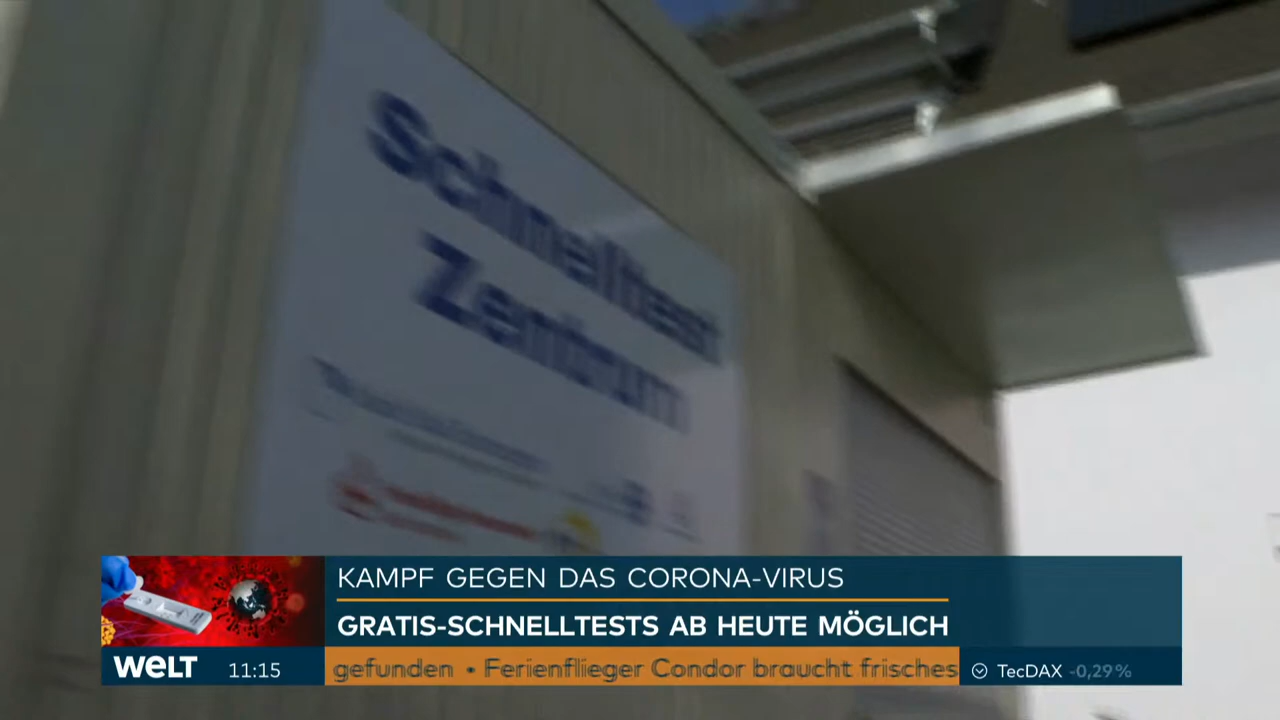 Schnelltest
Zentrum
KAMPF GEGEN DAS CORONA-VIRUS
GRATIS-SCHNELLTESTS AB HEUTE MÖGLICH
welt 11:15 gefunden • Ferienflieger Condor braucht frisches TecDAX -0,29%